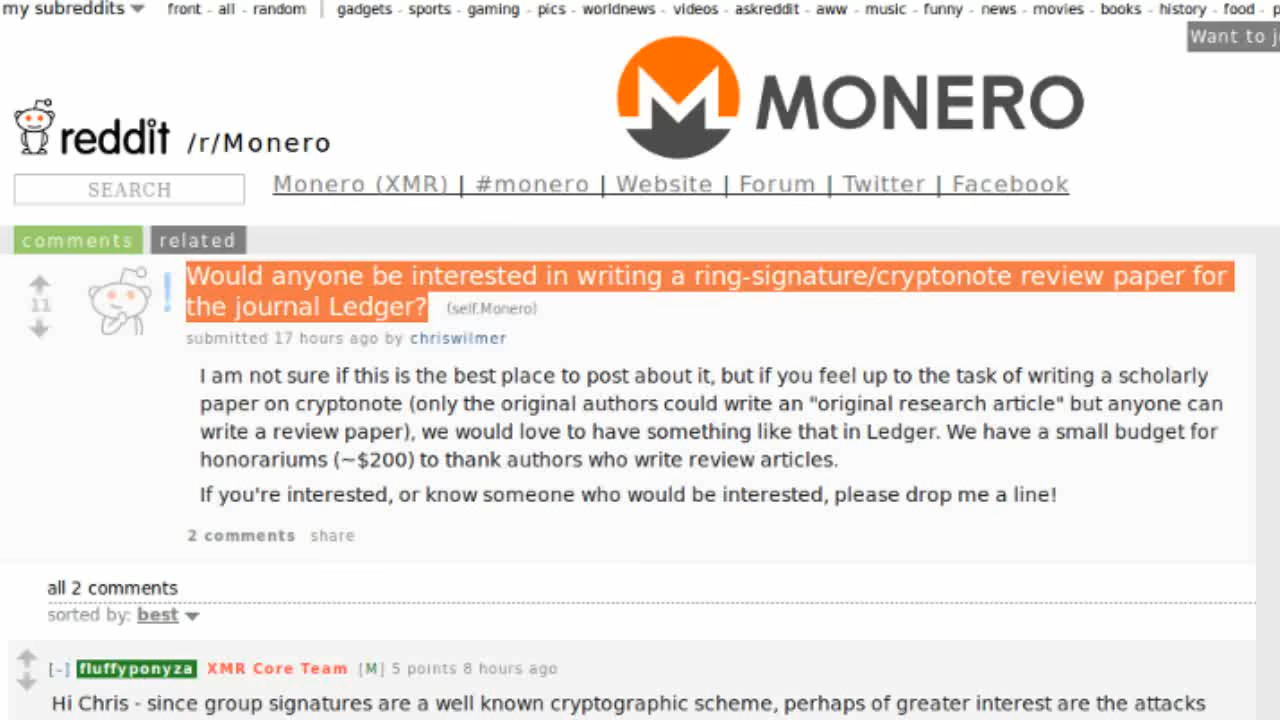 my subreddits front - all - random | gadgets - sports - gaming - pics - worldnews - videos - askreddit - aww - music - funny - news - movies - books - history - food - p
Want to j
MONERO
reddit /r/Monero
SEARCH Monero (XMR) | #monero | Website | Forum | Twitter | Facebook
comments related
Would anyone be interested in writing a ring-signature/cryptonote review paper for
11 the journal Ledger? (self.Monero)
submitted 17 hours ago by chriswilmer
I am not sure if this is the best place to post about it, but if you feel up to the task of writing a scholarly
paper on cryptonote (only the original authors could write an "original research article" but anyone can
write a review paper), we would love to have something like that in Ledger. We have a small budget for
honorariums (~$200) to thank authors who write review articles.
If you're interested, or know someone who would be interested, please drop me a line!
2 comments share
all 2 comments
sorted by: best
[-] fluffyponyza XMR Core Team [M] 5 points 8 hours ago
Hi Chris - since group signatures are a well known cryptographic scheme, perhaps of greater interest are the attacks